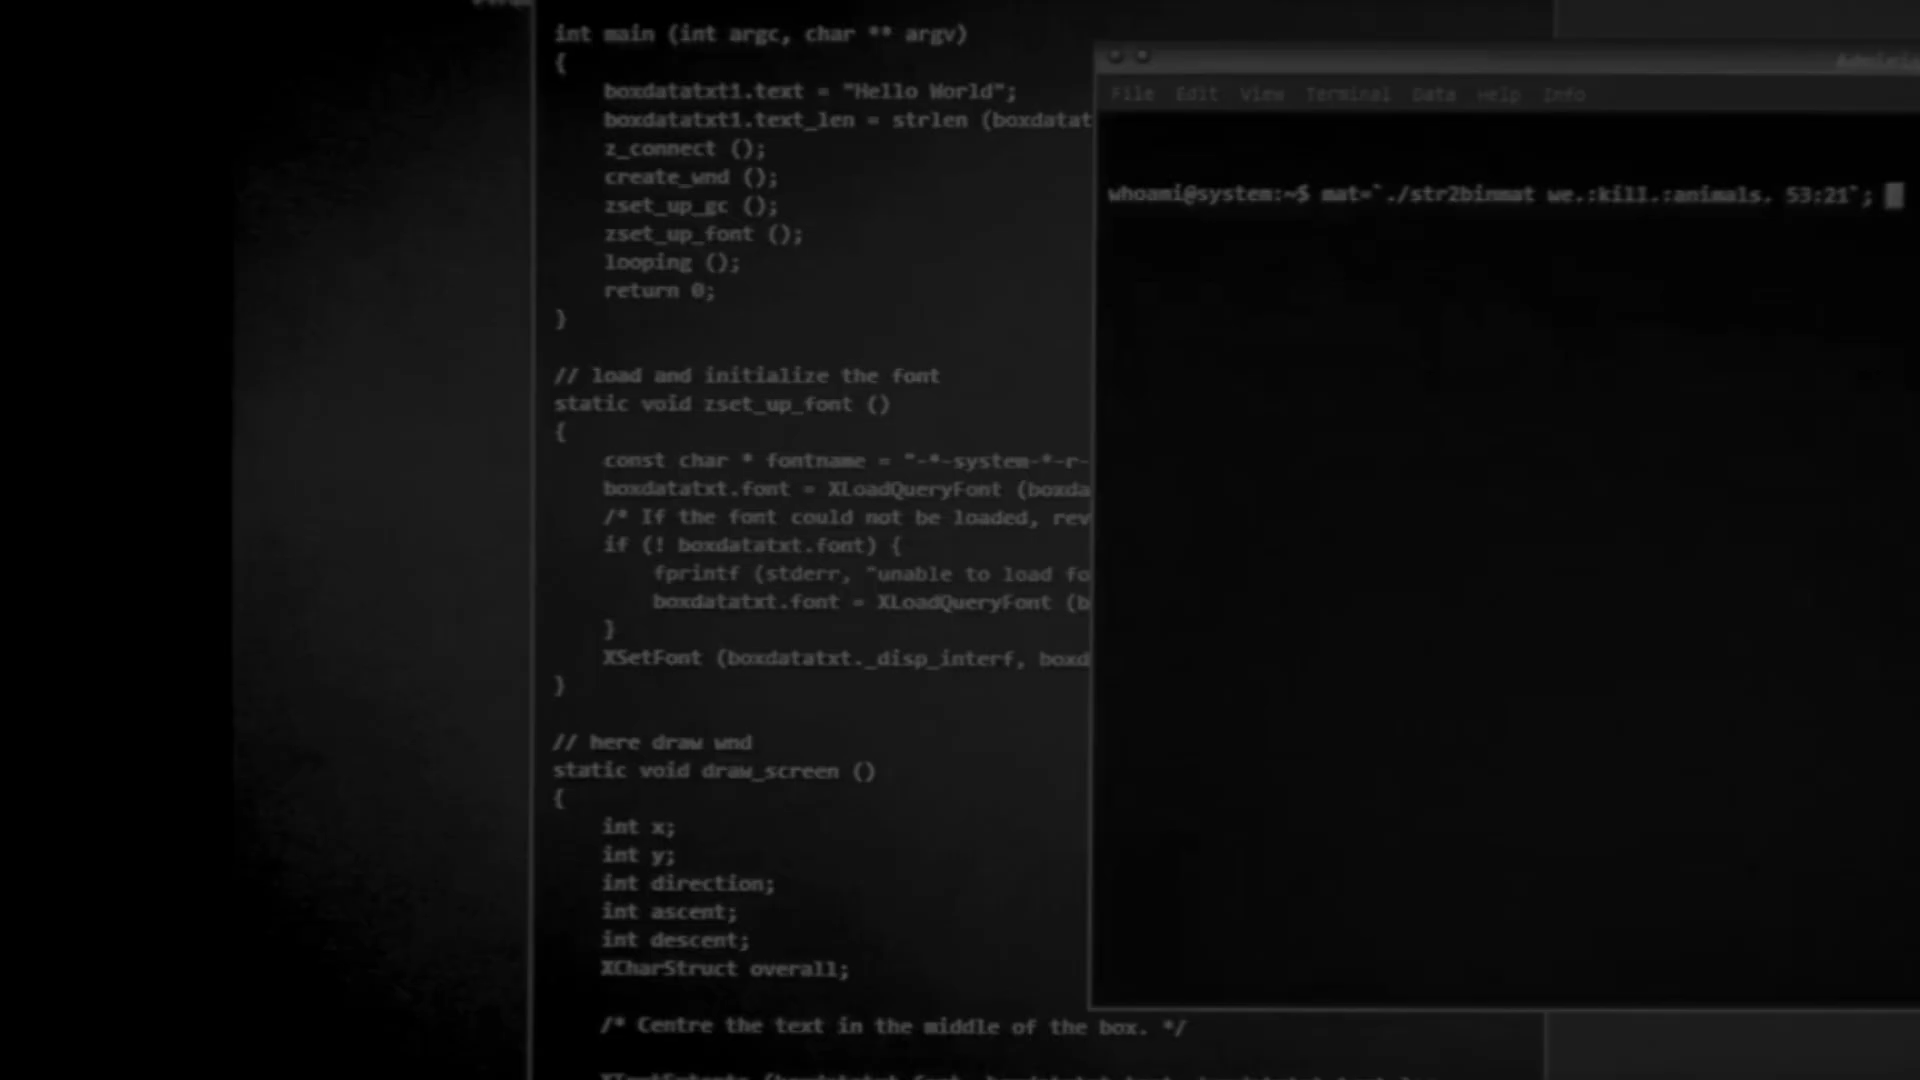 int main (int argc, char ** argv)
{
boxdatatxt1.text = "Hello World";
boxdatatxt1.text_len = strlen (boxdatat
z_connect ();
create_wnd ();
zset_up_gc ();
zset_up_font ();
looping ();
return 0;
}
// load and initialize the font
static void zset_up_font ()
{
const char * fontname = "-*-system-*-r-
boxdatatxt.font = XLoadQueryFont (boxda
/* If the font could not be loaded, rev
if (! boxdatatxt.font) {
fprintf (stderr, "unable to load fo
boxdatatxt.font = XLoadQueryFont (b
}
XSetFont (boxdatatxt._disp_interf, boxd
}
// here draw wnd
static void draw_screen ()
{
int x;
int y;
int direction;
int ascent;
int descent;
XCharStruct overall;
/* Centre the text in the middle of the box. */
File Edit View Terminal Data Help Info
whoami@system:~$ mat=`./str2binmat we.:kill.:animals. 53:21`;